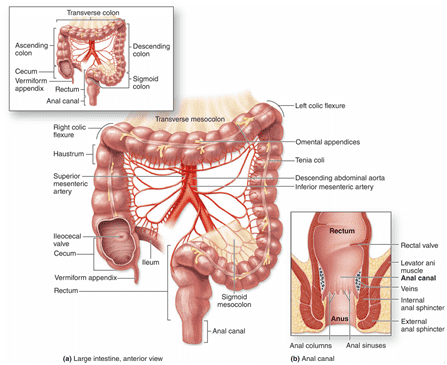 Transverse colon
Ascending
colon
Descending
colon
Cecum
Vermiform
appendix
Rectum
Anal canal
Sigmoid
colon
Left colic flexure
Transverse mesocolon
Right colic
flexure
Omental appendices
Haustrum
Tenia coli
Superior
mesenteric
artery
Descending abdominal aorta
Inferior mesenteric artery
Ileocecal
valve
Cecum
Ileum
Vermiform appendix
Rectum
Sigmoid
mesocolon
Anal canal
(a) Large intestine, anterior view
Rectum
Rectal valve
Levator ani
muscle
Anal canal
Veins
Internal
anal sphincter
Anus
External
anal sphincter
Anal columns
Anal sinuses
(b) Anal canal